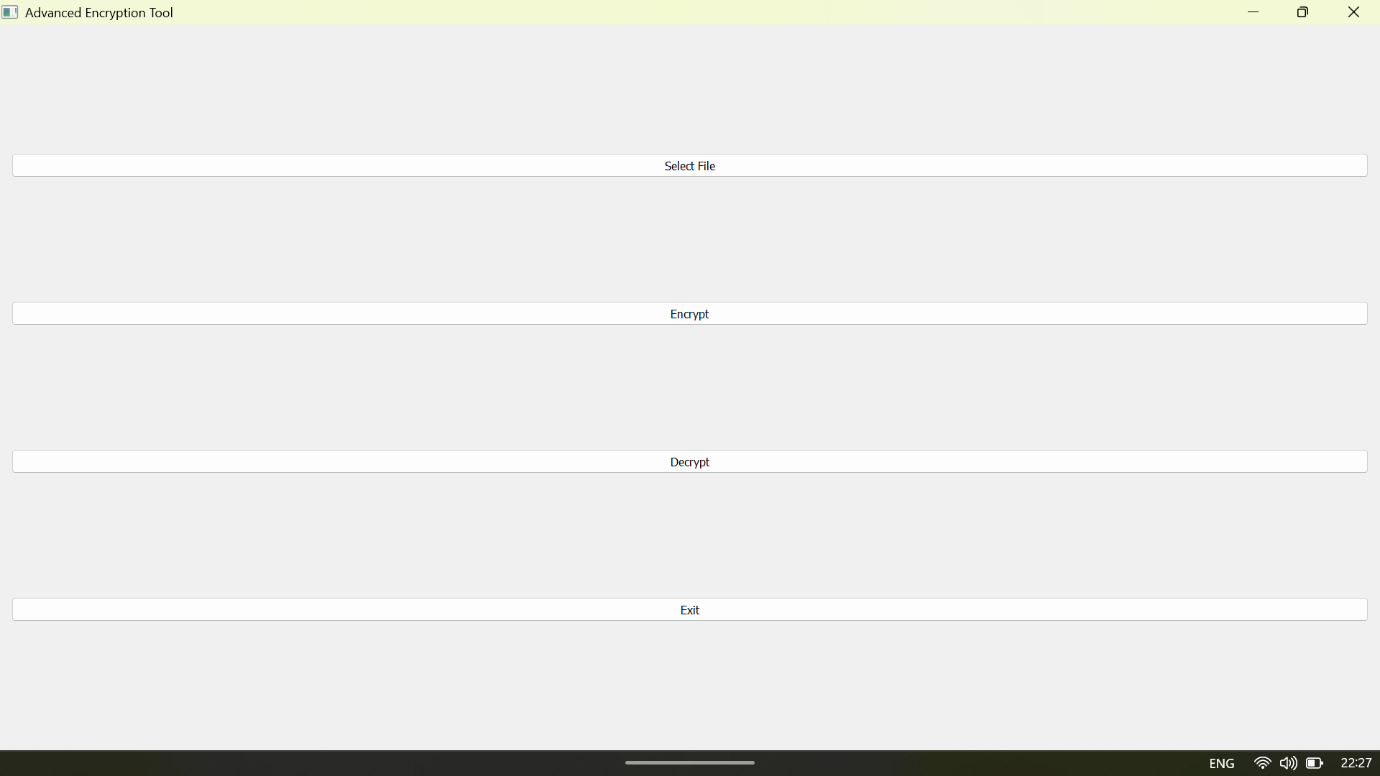 Advanced Encryption Tool
Select File
Encrypt
Decrypt
Exit
ENG 22:27